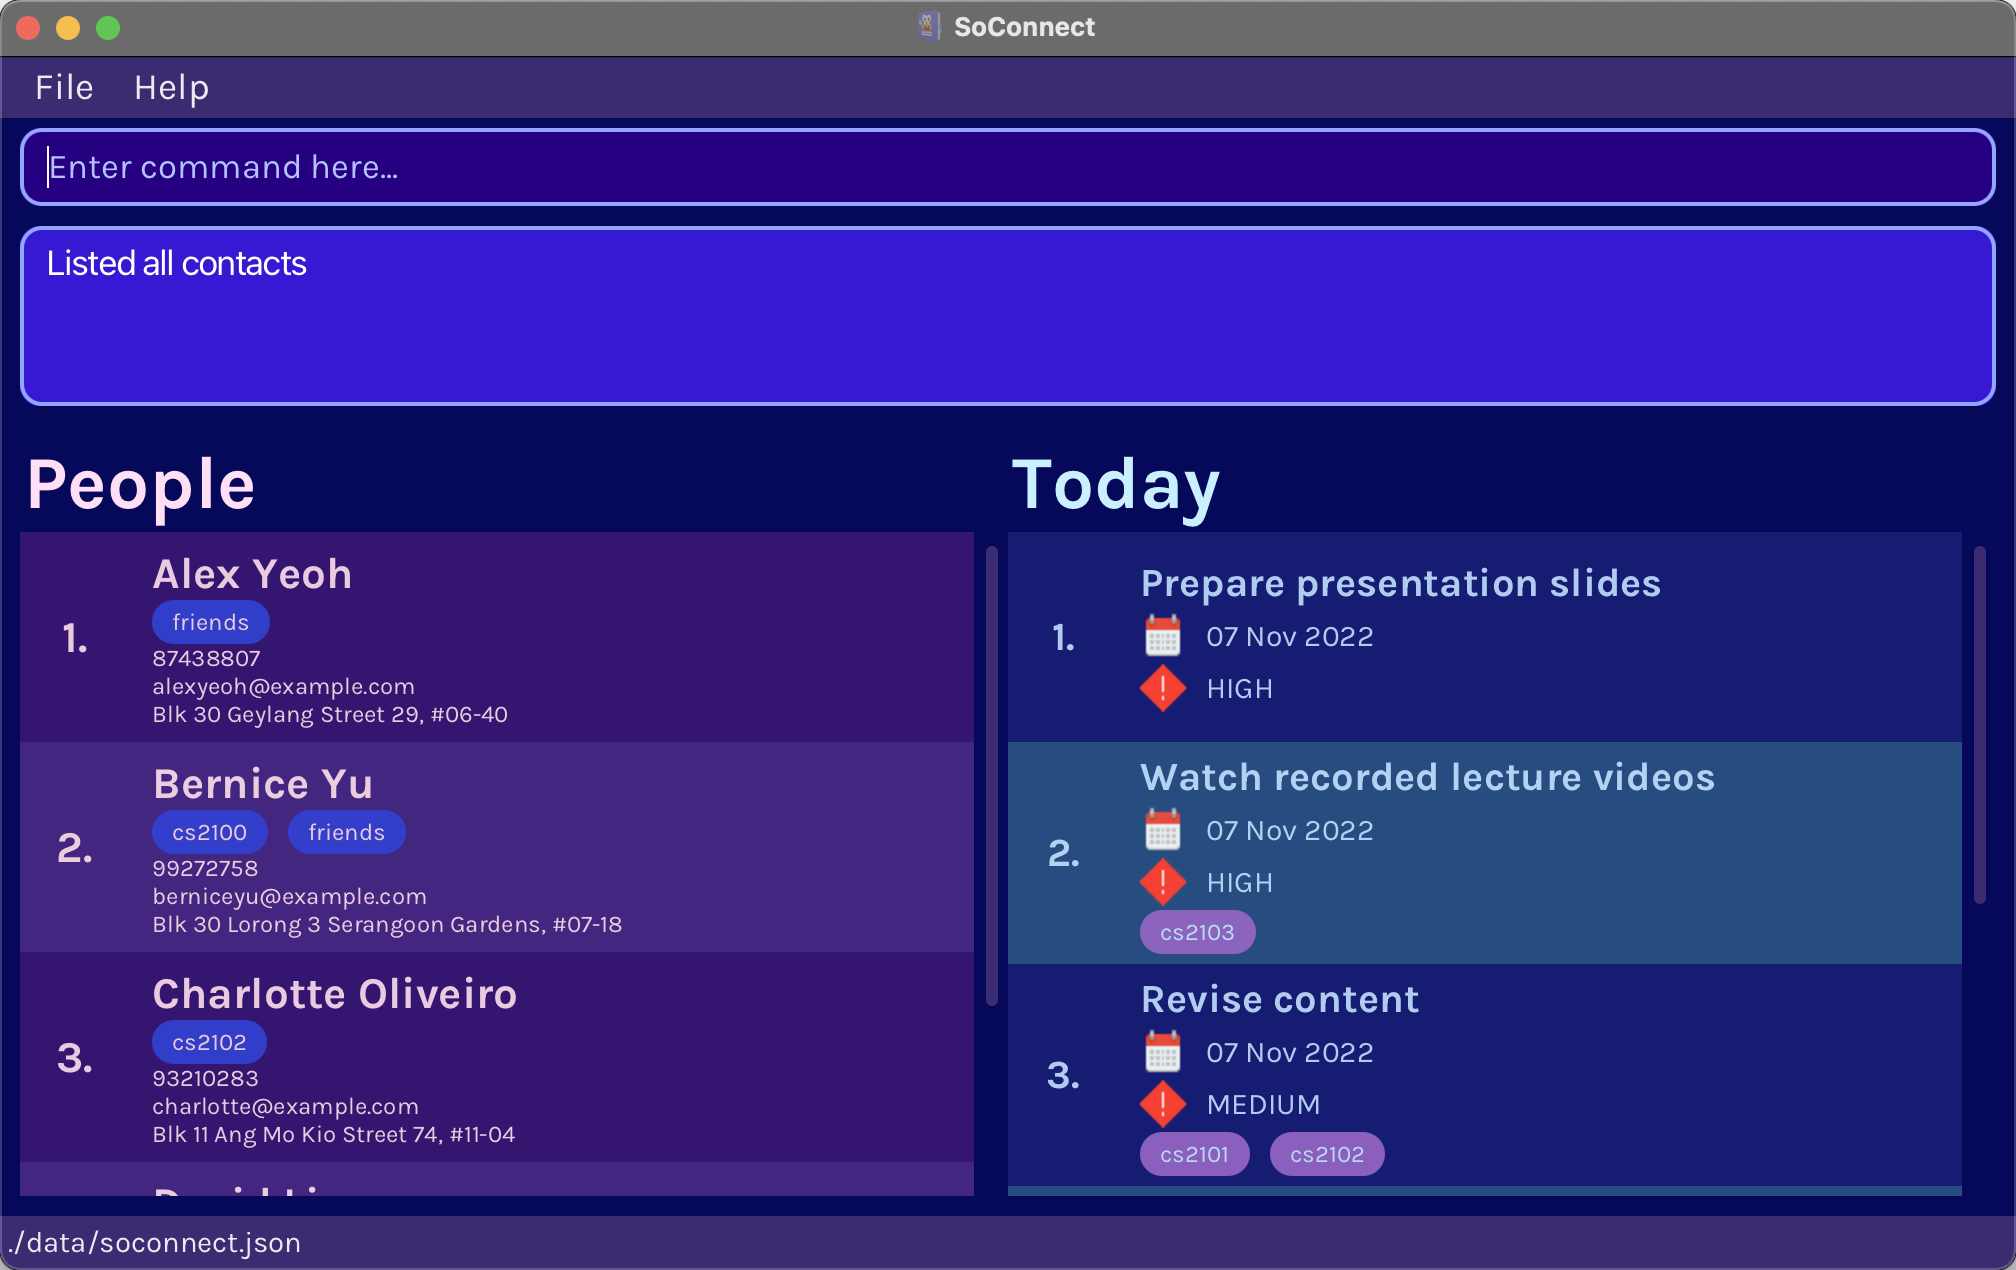 SoConnect
File Help
Enter command here...
Listed all contacts
People
1.
Alex Yeoh
friends
87438807
alexyeoh@example.com
Blk 30 Geylang Street 29, #06-40
2.
Bernice Yu
cs2100 friends
99272758
berniceyu@example.com
Blk 30 Lorong 3 Serangoon Gardens, #07-18
3.
Charlotte Oliveiro
cs2102
93210283
charlotte@example.com
Blk 11 Ang Mo Kio Street 74, #11-04
Today
1.
Prepare presentation slides
07 Nov 2022
HIGH
2.
Watch recorded lecture videos
07 Nov 2022
HIGH
cs2103
3.
Revise content
07 Nov 2022
MEDIUM
cs2101 cs2102
./data/soconnect.json